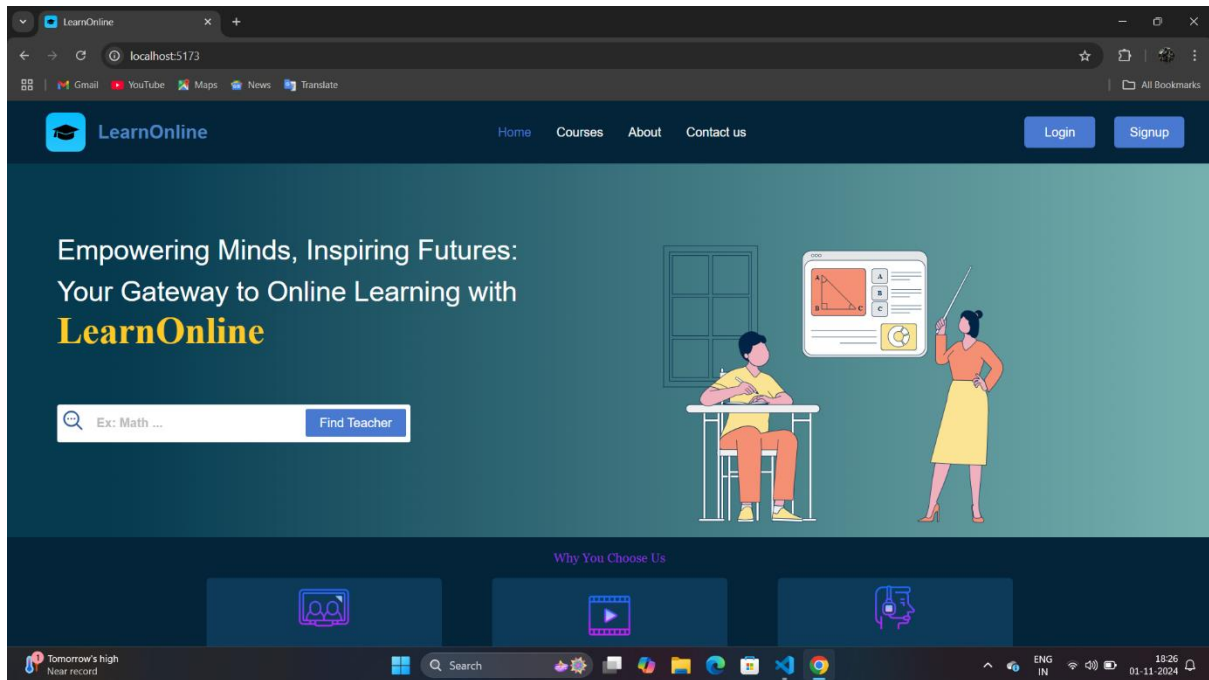 LearnOnline
localhost:5173
Gmail YouTube Maps News Translate All Bookmarks
LearnOnline Home Courses About Contact us Login Signup
Empowering Minds, Inspiring Futures:
Your Gateway to Online Learning with
LearnOnline
Ex: Math ... Find Teacher
A B C
A
B
C
Why You Choose Us
1
Tomorrow's high
Near record
Search
ENG
IN
18:26
01-11-2024